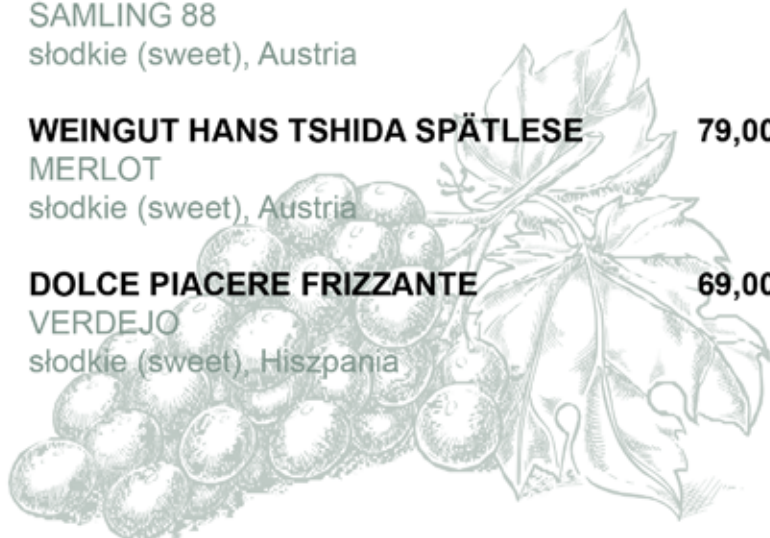 SAMLING 88
słodkie (sweet), Austria
WEINGUT HANS TSHIDA SPÄTLESE 79,00
MERLOT
słodkie (sweet), Austria
DOLCE PIACERE FRIZZANTE 69,00
VERDEJO
słodkie (sweet), Hiszpania